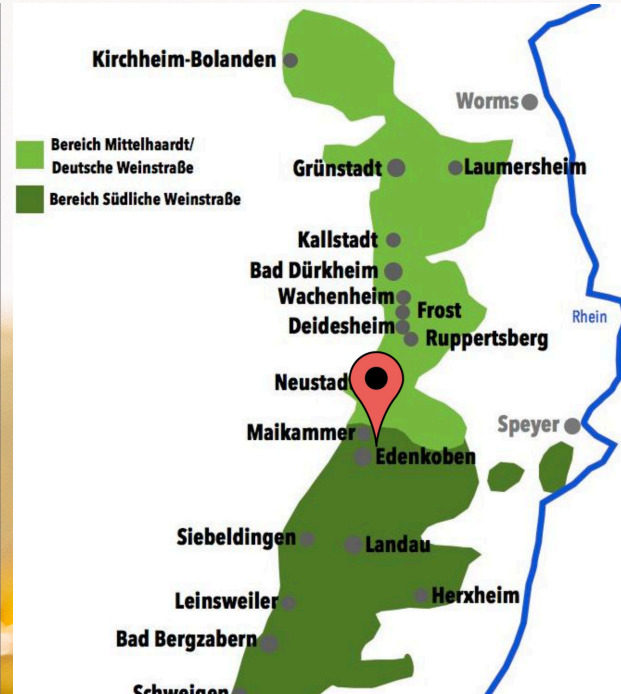 Kirchheim-Bolanden
Worms
Bereich Mittelhaardt/
Deutsche Weinstraße
Grünstadt
Laumersheim
Bereich Südliche Weinstraße
Kallstadt
Bad Dürkheim
Wachenheim
Frost
Rhein
Deidesheim
Ruppertsberg
Neustad
Speyer
Maikammer
Edenkoben
Siebeldingen
Landau
Herxheim
Leinsweiler
Bad Bergzabern
Schweigen